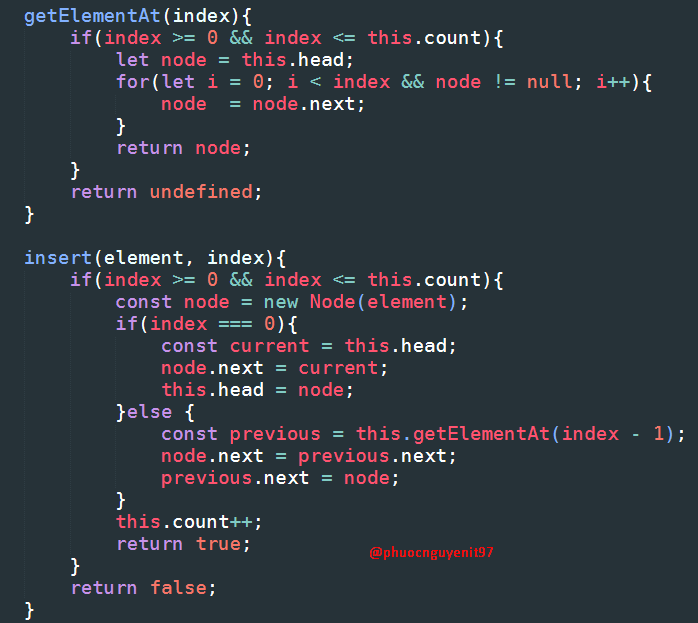 getElementAt(index){
    if(index >= 0 && index <= this.count){
        let node = this.head;
        for(let i = 0; i < index && node != null; i++){
            node  = node.next;
        }
        return node;
    }
    return undefined;
}

insert(element, index){
    if(index >= 0 && index <= this.count){
        const node = new Node(element);
        if(index === 0){
            const current = this.head;
            node.next = current;
            this.head = node;
        }else {
            const previous = this.getElementAt(index - 1);
            node.next = previous.next;
            previous.next = node;
        }
        this.count++;
        return true;
@phuocnguyenit97
    }
    return false;
}